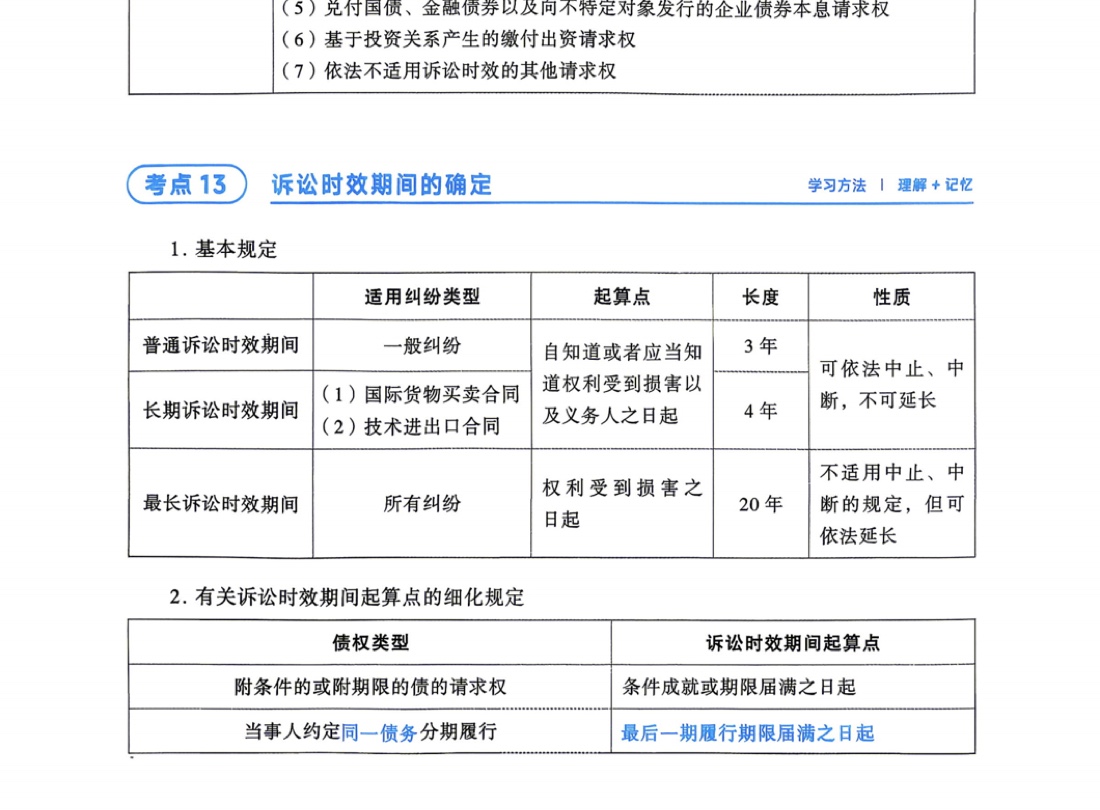 (5) 兑付国债、金融债券以及向不特定对象发行的企业债券本息请求权
(6) 基于投资关系产生的缴付出资请求权
(7) 依法不适用诉讼时效的其他请求权
考点 13 诉讼时效期间的确定 学习方法 | 理解 + 记忆
1. 基本规定
适用纠纷类型 起算点 长度 性质
普通诉讼时效期间 一般纠纷 3 年
自知道或者应当知
道权利受到损害以
及义务人之日起
可依法中止、中
断，不可延长
长期诉讼时效期间
(1) 国际货物买卖合同
(2) 技术进出口合同
4 年
最长诉讼时效期间 所有纠纷
权利受到损害之
日起
20 年
不适用中止、中
断的规定，但可
依法延长
2. 有关诉讼时效期间起算点的细化规定
债权类型 诉讼时效期间起算点
附条件的或附期限的债的请求权 条件成就或期限届满之日起
当事人约定同一债务分期履行 最后一期履行期限届满之日起